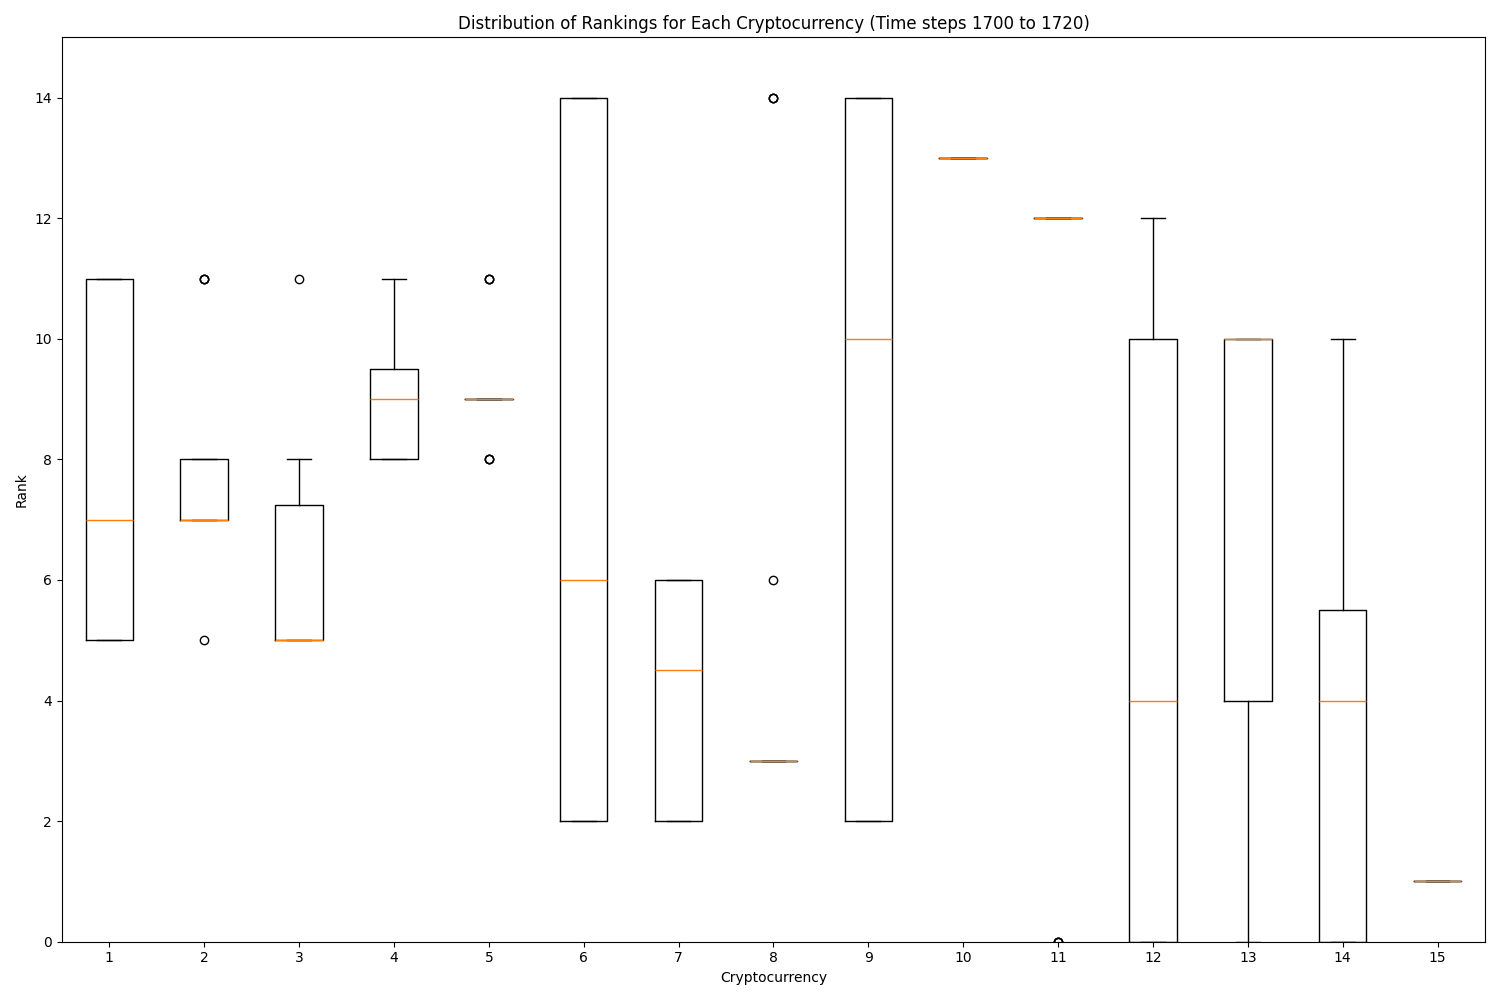 Distribution of Rankings for Each Cryptocurrency (Time steps 1700 to 1720)
Rank
14
12
10
8
6
4
2
0
1 2 3 4 5 6 7 8 9 10 11 12 13 14 15
Cryptocurrency